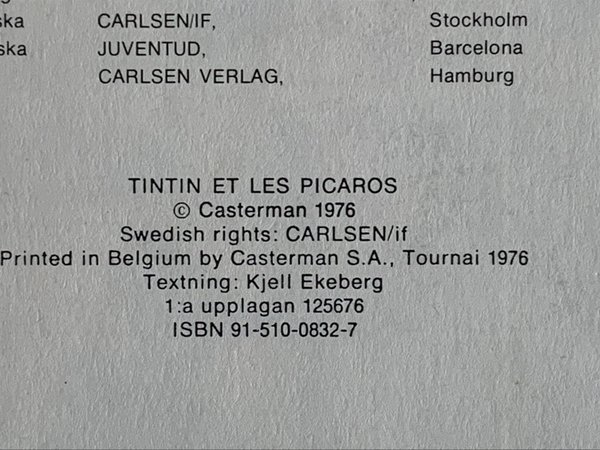 ska CARLSEN/IF, Stockholm
ska JUVENTUD, Barcelona
CARLSEN VERLAG, Hamburg
TINTIN ET LES PICAROS
© Casterman 1976
Swedish rights: CARLSEN/if
Printed in Belgium by Casterman S.A., Tournai 1976
Textning: Kjell Ekeberg
1:a upplagan 125676
ISBN 91-510-0832-7